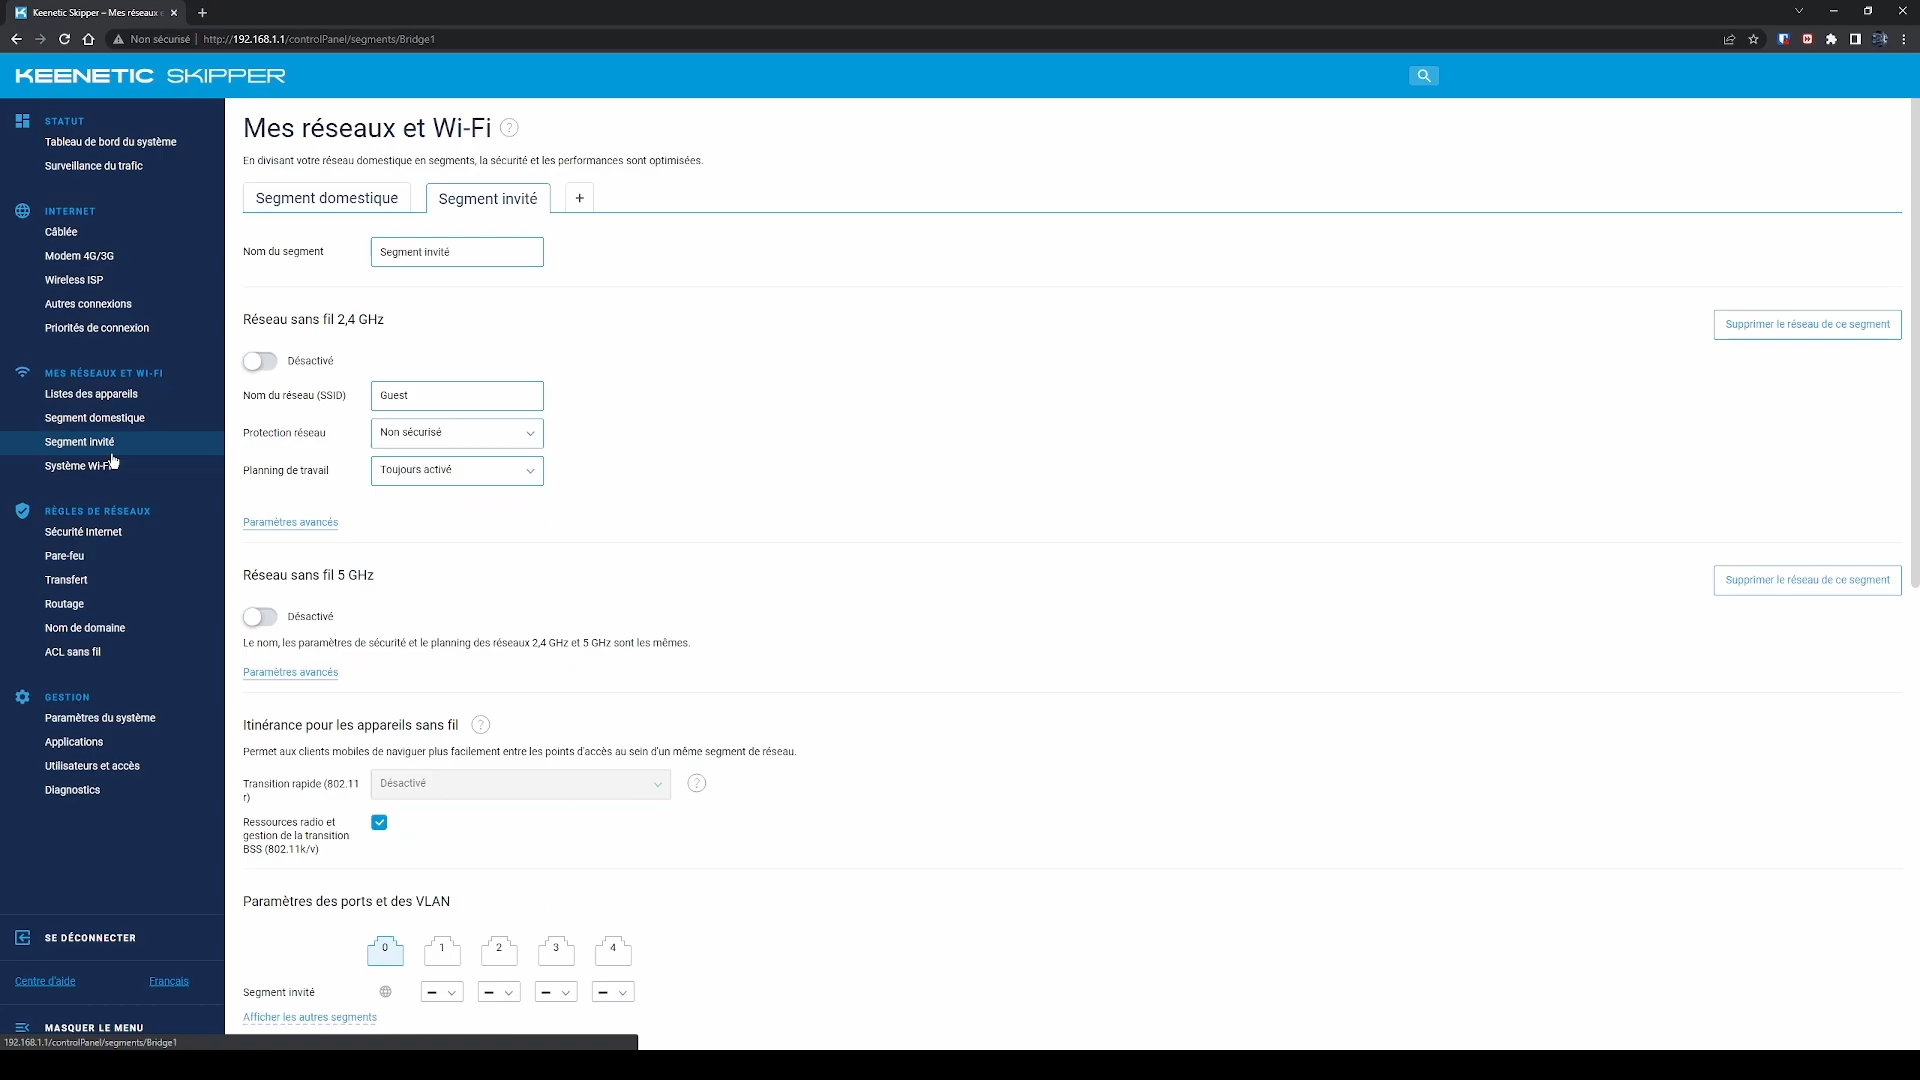 Keenetic Skipper – Mes réseaux
Non sécurisé | http://192.168.1.1/controlPanel/segments/Bridge1
KEENETIC SKIPPER
STATUT
Tableau de bord du système
Surveillance du trafic
INTERNET
Câblée
Modem 4G/3G
Wireless ISP
Autres connexions
Priorités de connexion
MES RÉSEAUX ET WI-FI
Listes des appareils
Segment domestique
Segment invité
Système Wi-Fi
RÈGLES DE RÉSEAUX
Sécurité Internet
Pare-feu
Transfert
Routage
Nom de domaine
ACL sans fil
GESTION
Paramètres du système
Applications
Utilisateurs et accès
Diagnostics
SE DÉCONNECTER
Centre d'aide Français
MASQUER LE MENU
192.168.1.1/controlPanel/segments/Bridge1
Mes réseaux et Wi-Fi ?
En divisant votre réseau domestique en segments, la sécurité et les performances sont optimisées.
Segment domestique Segment invité +
Nom du segment Segment invité
Réseau sans fil 2,4 GHz Supprimer le réseau de ce segment
Désactivé
Nom du réseau (SSID) Guest
Protection réseau Non sécurisé
Planning de travail Toujours activé
Paramètres avancés
Réseau sans fil 5 GHz Supprimer le réseau de ce segment
Désactivé
Le nom, les paramètres de sécurité et le planning des réseaux 2,4 GHz et 5 GHz sont les mêmes.
Paramètres avancés
Itinérance pour les appareils sans fil ?
Permet aux clients mobiles de naviguer plus facilement entre les points d'accès au sein d'un même segment de réseau.
Transition rapide (802.11 Désactivé ?
r)
Ressources radio et
gestion de la transition
BSS (802.11k/v)
Paramètres des ports et des VLAN
0 1 2 3 4
Segment invité – – – –
Afficher les autres segments